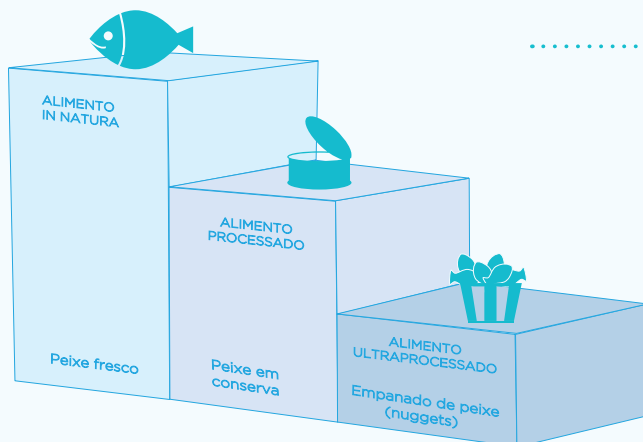 ALIMENTO
IN NATURA
Peixe fresco
ALIMENTO
PROCESSADO
Peixe em
conserva
ALIMENTO
ULTRAPROCESSADO
Empanado de peixe
(nuggets)